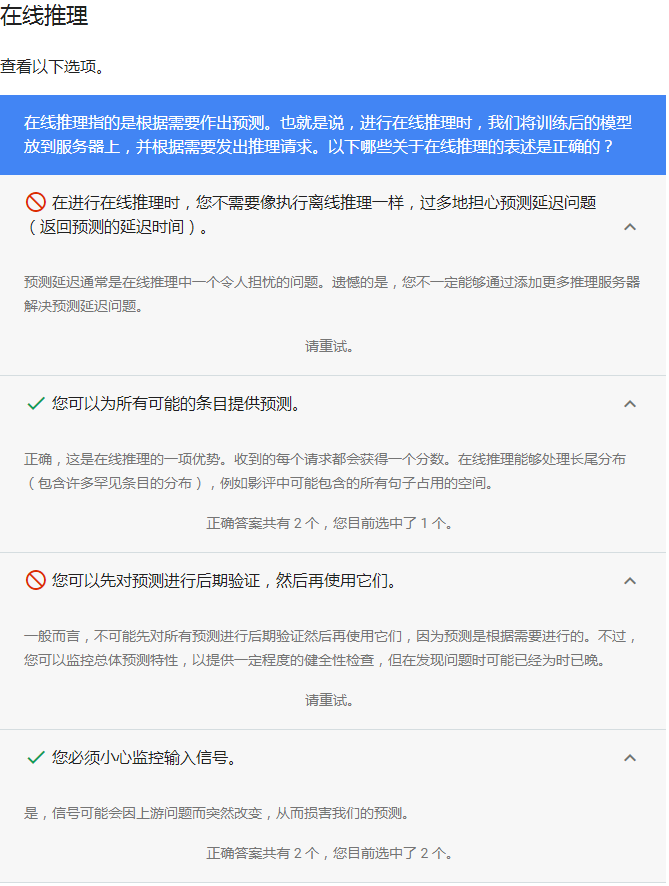 在线推理
查看以下选项。
在线推理指的是根据需要作出预测。也就是说，进行在线推理时，我们将训练后的模型
放到服务器上，并根据需要发出推理请求。以下哪些关于在线推理的表述是正确的？
在进行在线推理时，您不需要像执行离线推理一样，过多地担心预测延迟问题
（返回预测的延迟时间）。
预测延迟通常是在线推理中一个令人担忧的问题。遗憾的是，您不一定能够通过添加更多推理服务器
解决预测延迟问题。
请重试。
您可以为所有可能的条目提供预测。
正确，这是在线推理的一项优势。收到的每个请求都会获得一个分数。在线推理能够处理长尾分布
（包含许多罕见条目的分布），例如影评中可能包含的所有句子占用的空间。
正确答案共有 2 个，您目前选中了 1 个。
您可以先对预测进行后期验证，然后再使用它们。
一般而言，不可能先对所有预测进行后期验证然后再使用它们，因为预测是根据需要进行的。不过，
您可以监控总体预测特性，以提供一定程度的健全性检查，但在发现问题时可能已经为时已晚。
请重试。
您必须小心监控输入信号。
是，信号可能会因上游问题而突然改变，从而损害我们的预测。
正确答案共有 2 个，您目前选中了 2 个。